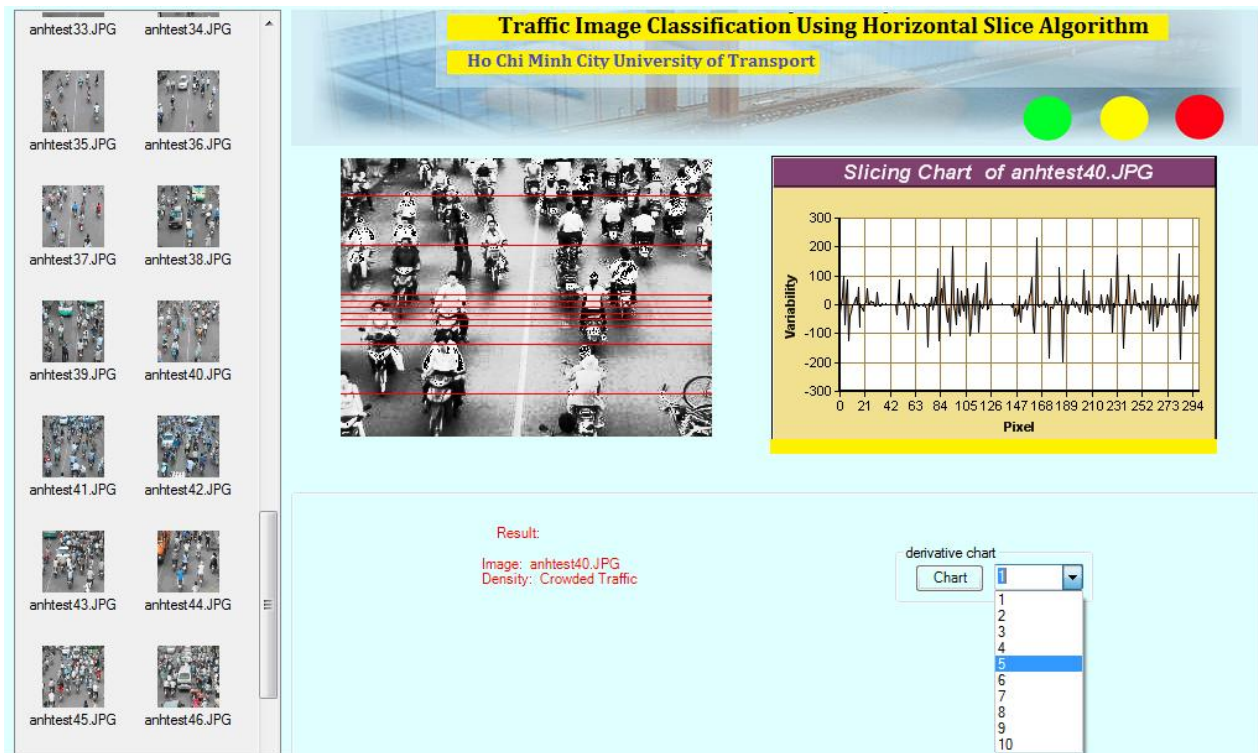 anhtest33.JPG anhtest34.JPG
anhtest35.JPG anhtest36.JPG
anhtest37.JPG anhtest38.JPG
anhtest39.JPG anhtest40.JPG
anhtest41.JPG anhtest42.JPG
anhtest43.JPG anhtest44.JPG
anhtest45.JPG anhtest46.JPG
Traffic Image Classification Using Horizontal Slice Algorithm
Ho Chi Minh City University of Transport
Slicing Chart of anhtest40.JPG
Variability
300
200
100
0
-100
-200
-300
0 21 42 63 84 105 126 147 168 189 210 231 252 273 294
Pixel
Result:
Image: anhtest40.JPG
Density: Crowded Traffic
derivative chart
Chart 1
1
2
3
4
5
6
7
8
9
10